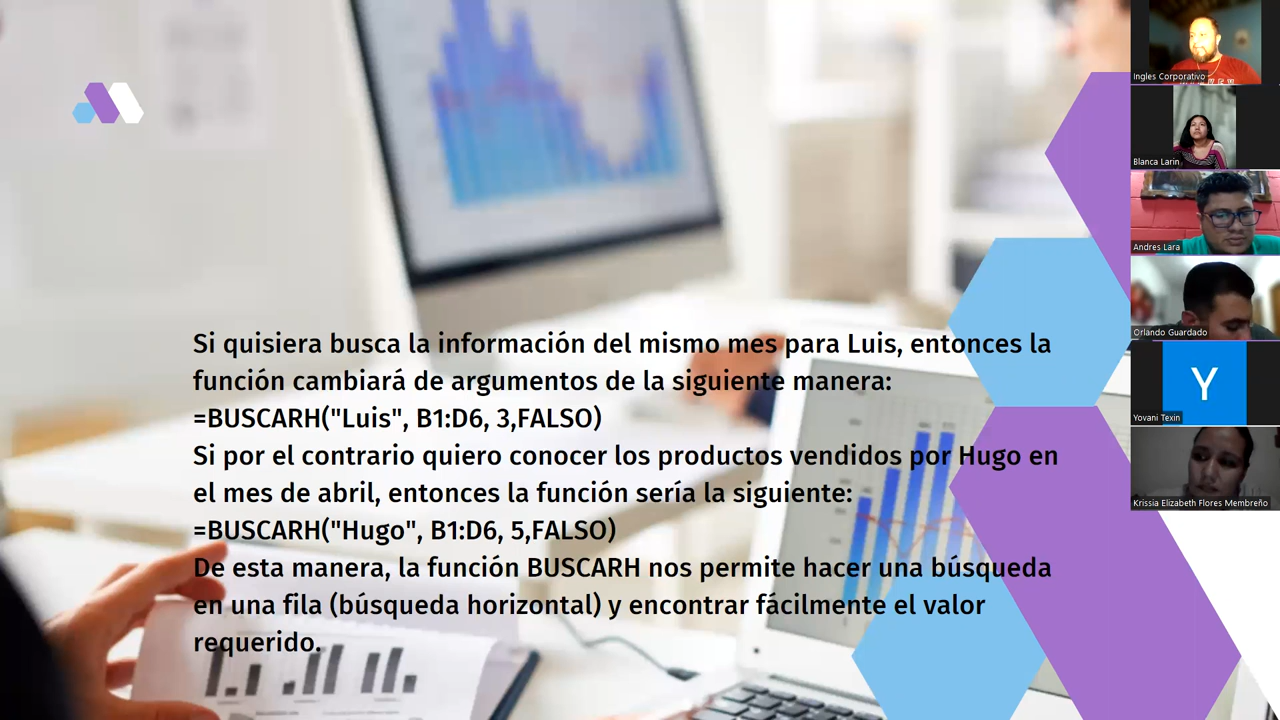 Si quisiera busca la información del mismo mes para Luis, entonces la
función cambiará de argumentos de la siguiente manera:
=BUSCARH("Luis", B1:D6, 3,FALSO)
Si por el contrario quiero conocer los productos vendidos por Hugo en
el mes de abril, entonces la función sería la siguiente:
=BUSCARH("Hugo", B1:D6, 5,FALSO)
De esta manera, la función BUSCARH nos permite hacer una búsqueda
en una fila (búsqueda horizontal) y encontrar fácilmente el valor
requerido.
Ingles Corporativo
Blanca Larin
Andres Lara
Orlando Guardado
Y
Yovani Texin
Krissia Elizabeth Flores Membreño